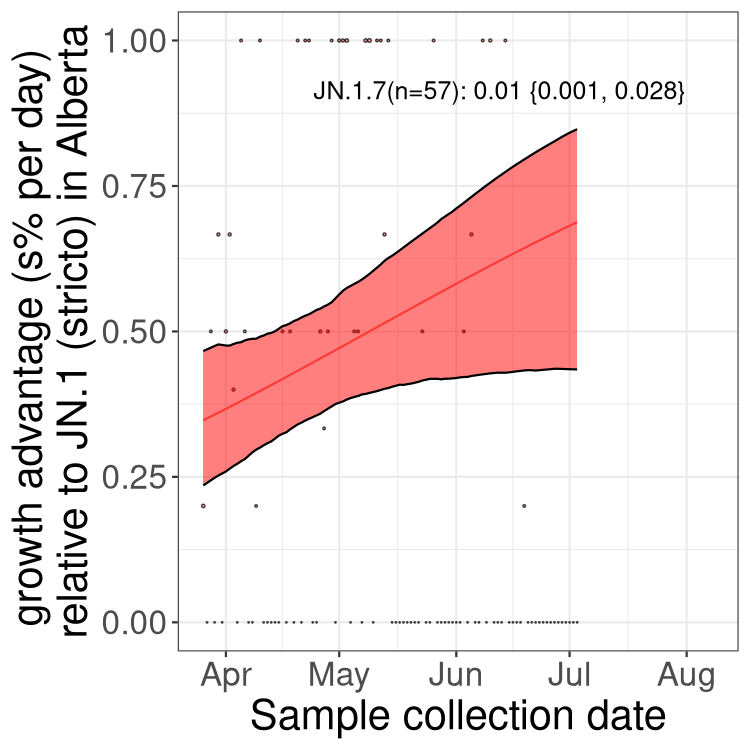 growth advantage (s% per day)
relative to JN.1 (stricto) in Alberta
1.00
0.75
0.50
0.25
0.00
JN.1.7(n=57): 0.01 {0.001, 0.028}
Apr May Jun Jul Aug
Sample collection date